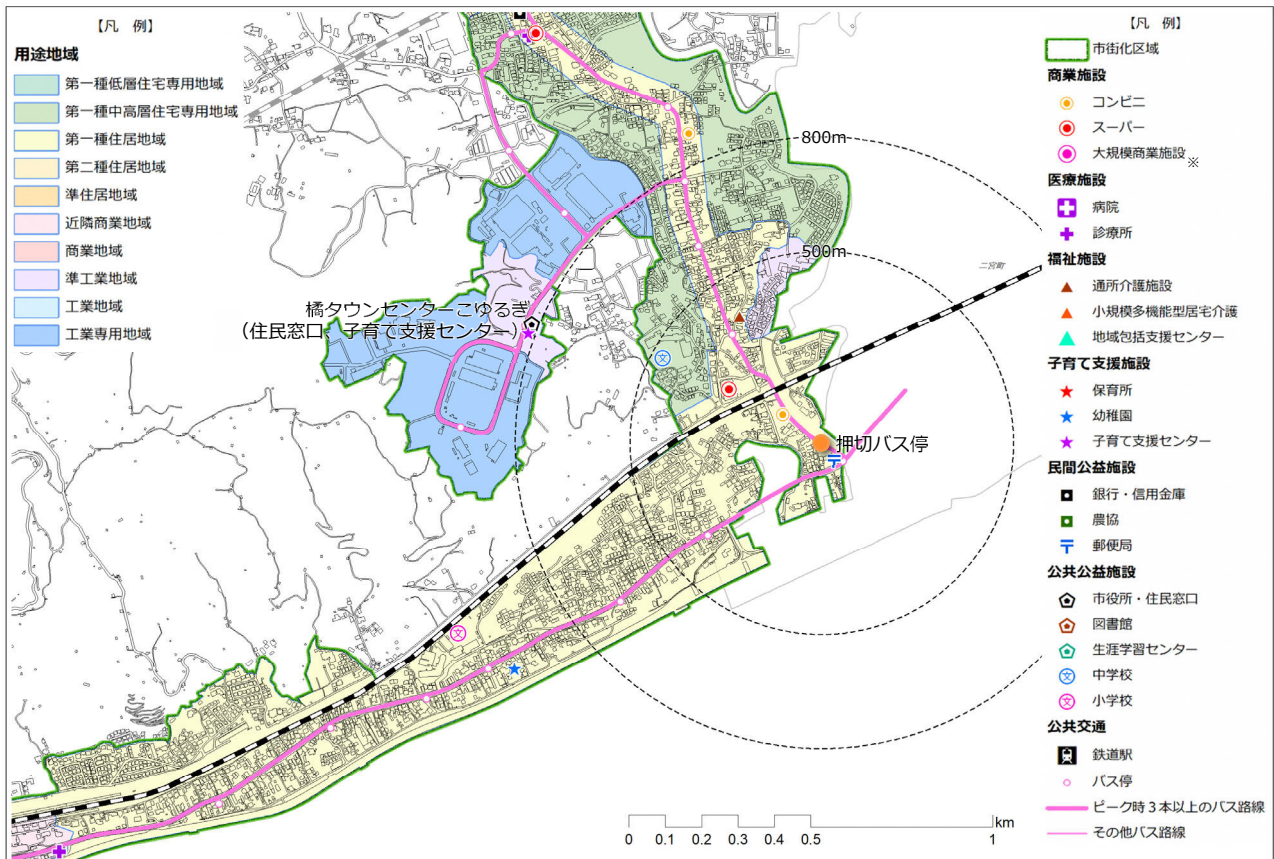 【凡　例】
用途地域
第一種低層住宅専用地域
第一種中高層住宅専用地域
第一種住居地域
第二種住居地域
準住居地域
近隣商業地域
商業地域
準工業地域
工業地域
工業専用地域
800m
500m
二宮町
橘タウンセンターこゆるぎ
（住民窓口、子育て支援センター）
文
押切バス停
文
0 0.1 0.2 0.3 0.4 0.5 1
km
【凡　例】
市街化区域
商業施設
コンビニ
スーパー
大規模商業施設※
医療施設
病院
診療所
福祉施設
通所介護施設
小規模多機能型居宅介護
地域包括支援センター
子育て支援施設
保育所
幼稚園
子育て支援センター
民間公益施設
銀行・信用金庫
農協
郵便局
公共公益施設
市役所・住民窓口
図書館
生涯学習センター
文 中学校
文 小学校
公共交通
鉄道駅
バス停
ピーク時３本以上のバス路線
その他バス路線